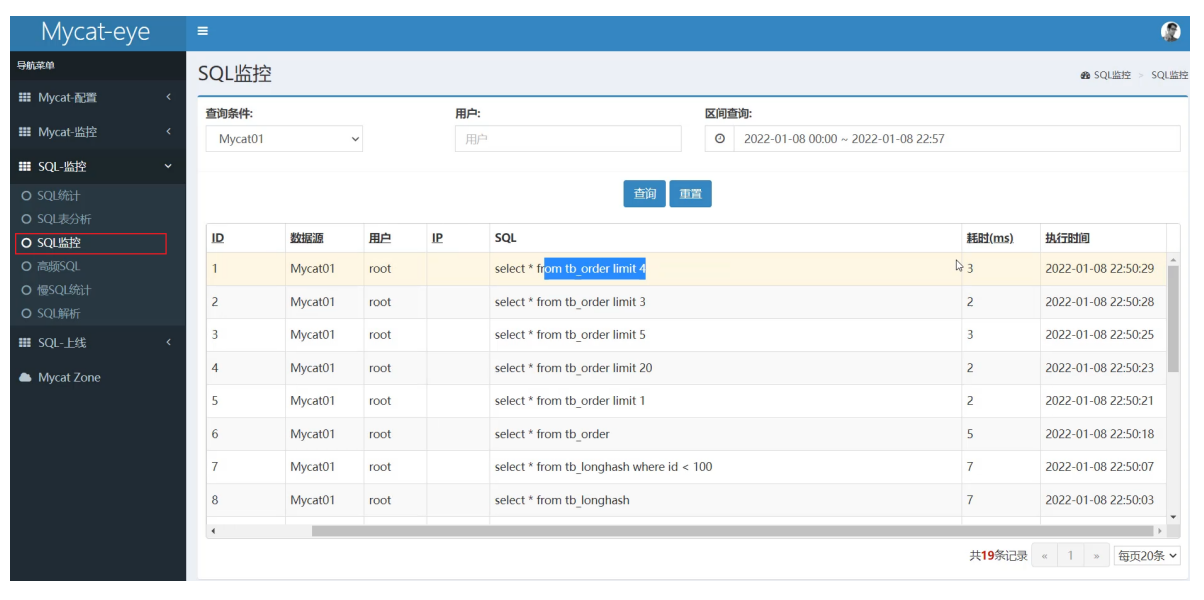 Mycat-eye
导航菜单
Mycat-配置
Mycat-监控
SQL-监控
SQL统计
SQL表分析
SQL监控
高频SQL
慢SQL统计
SQL解析
SQL-上线
Mycat Zone
SQL监控
SQL监控 > SQL监控
查询条件: 用户: 区间查询:
Mycat01 用户 2022-01-08 00:00 ~ 2022-01-08 22:57
查询 重置
ID 数据源 用户 IP SQL 耗时(ms) 执行时间
1 Mycat01 root select * from tb_order limit 4 3 2022-01-08 22:50:29
2 Mycat01 root select * from tb_order limit 3 2 2022-01-08 22:50:28
3 Mycat01 root select * from tb_order limit 5 3 2022-01-08 22:50:25
4 Mycat01 root select * from tb_order limit 20 2 2022-01-08 22:50:23
5 Mycat01 root select * from tb_order limit 1 2 2022-01-08 22:50:21
6 Mycat01 root select * from tb_order 5 2022-01-08 22:50:18
7 Mycat01 root select * from tb_longhash where id < 100 7 2022-01-08 22:50:07
8 Mycat01 root select * from tb_longhash 7 2022-01-08 22:50:03
共19条记录 « 1 » 每页20条